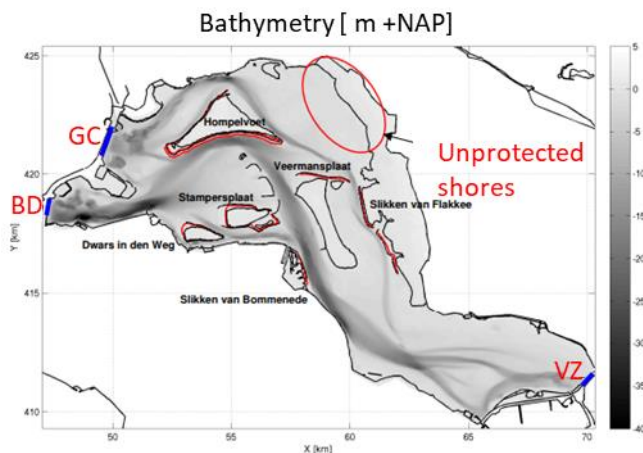 Bathymetry [ m +NAP]
425
5
0
GC
Hompelvoet
-5
420
Veermansplaat
Unprotected
shores
-10
BD
Stampersplaat
Slikken van Flakkee
-15
Y [km]
Dwars in den Weg
-20
415
Slikken van Bommenede
-25
-30
VZ
-35
410
-40
50
55
60
65
70
X [km]